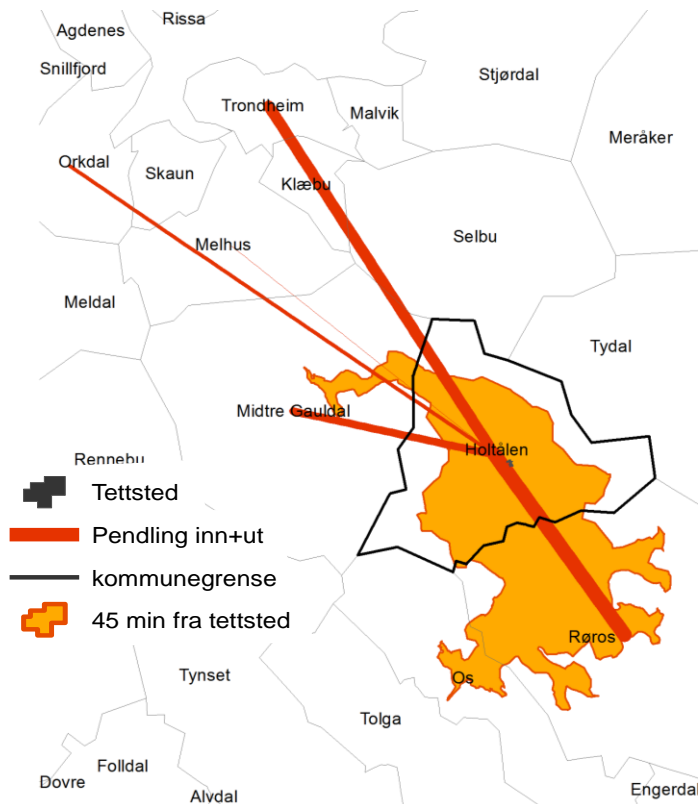 Rissa
Agdenes
Snillfjord
Stjørdal
Trondheim
Malvik
Meråker
Orkdal
Skaun
Klæbu
Selbu
Melhus
Meldal
Tydal
Midtre Gauldal
Holtålen
Rennebu
Tettsted
Pendling inn+ut
kommunegrense
45 min fra tettsted
Røros
Tynset
Os
Tolga
Folldal
Dovre
Alvdal
Engerdal